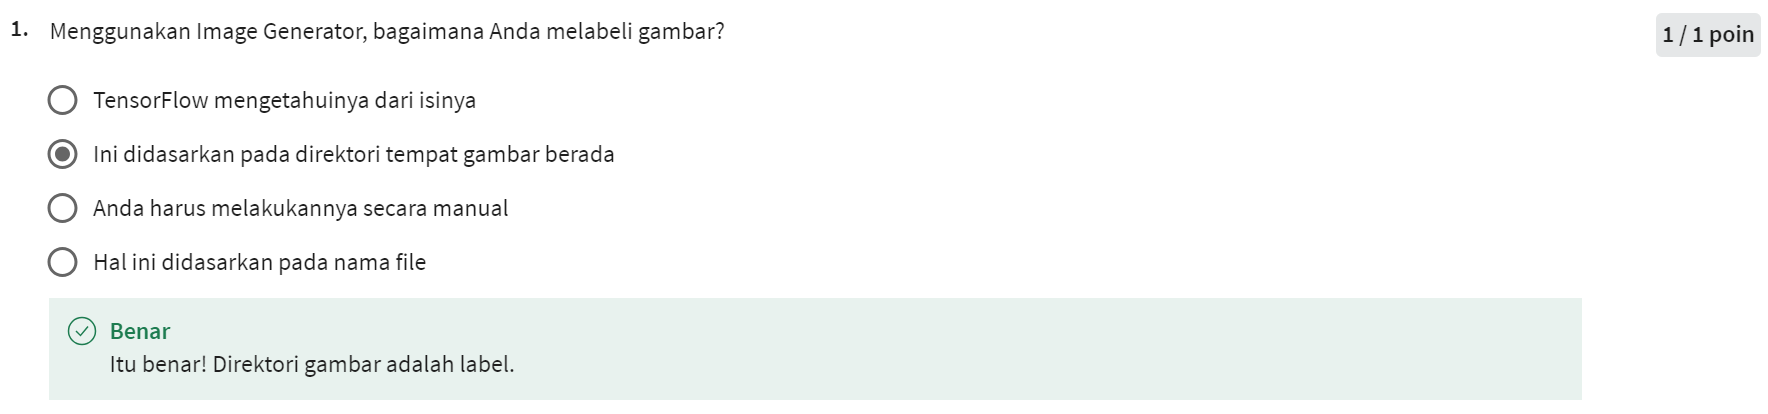 1. Menggunakan Image Generator, bagaimana Anda melabeli gambar?
1 / 1 poin
TensorFlow mengetahuinya dari isinya
Ini didasarkan pada direktori tempat gambar berada
Anda harus melakukannya secara manual
Hal ini didasarkan pada nama file
Benar
Itu benar! Direktori gambar adalah label.